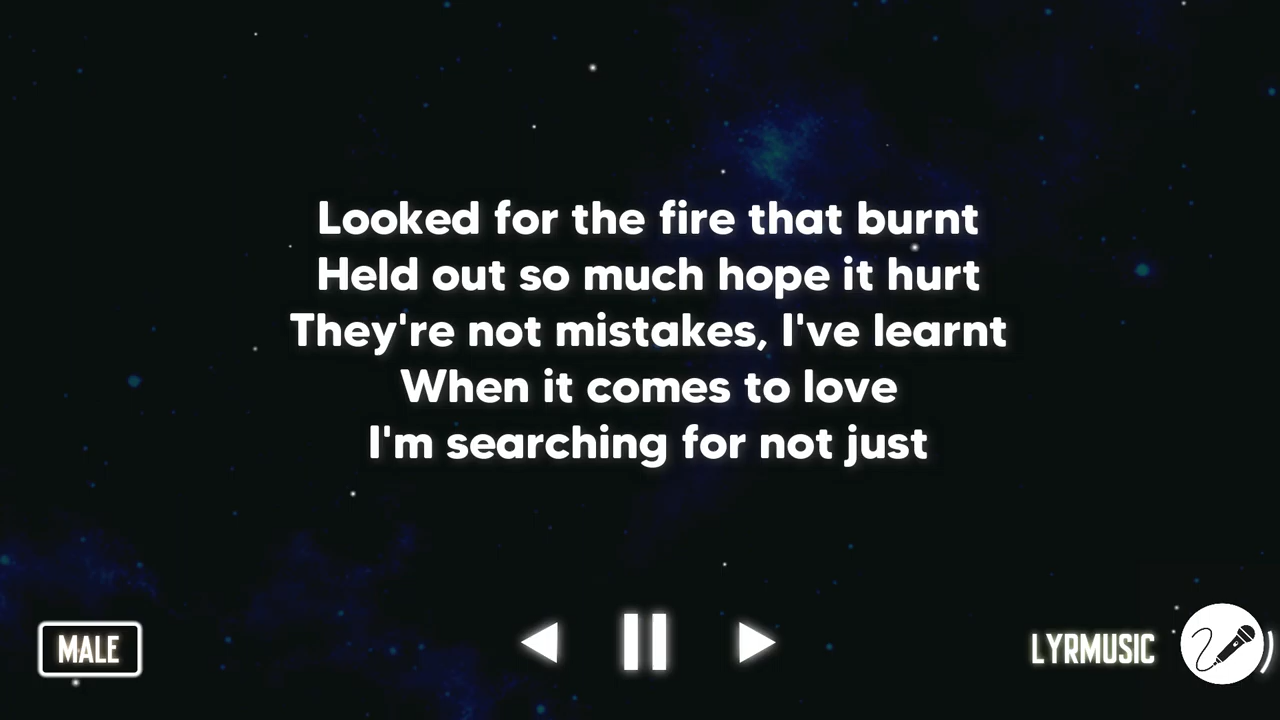 Looked for the fire that burnt
Held out so much hope it hurt
They're not mistakes, I've learnt
When it comes to love
I'm searching for not just
MALE
LYRMUSIC